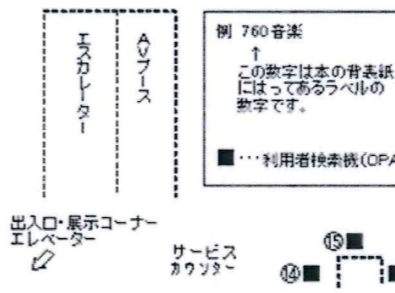 エスカレーター
AVブース
例 760音楽
↑
この数字は本の背表紙
にはってあるラベルの
数字です。
■…利用者検索機(OPA
出入口・展示コーナー
エレベーター
サービス
カウンター
⑮
⑭